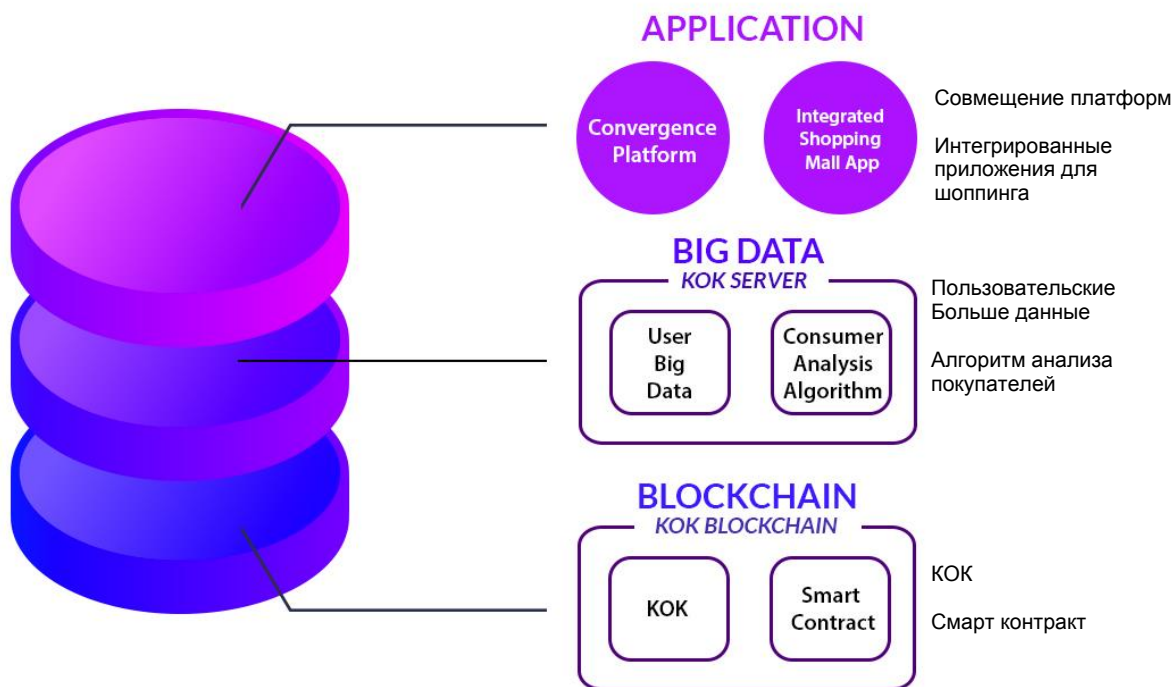 APPLICATION
Convergence
Platform
Integrated
Shopping
Mall App
Совмещение платформ
Интегрированные
приложения для
шоппинга
BIG DATA
KOK SERVER
User
Big
Data
Consumer
Analysis
Algorithm
Пользовательские
Больше данные
Алгоритм анализа
покупателей
BLOCKCHAIN
KOK BLOCKCHAIN
KOK
Smart
Contract
КОК
Смарт контракт